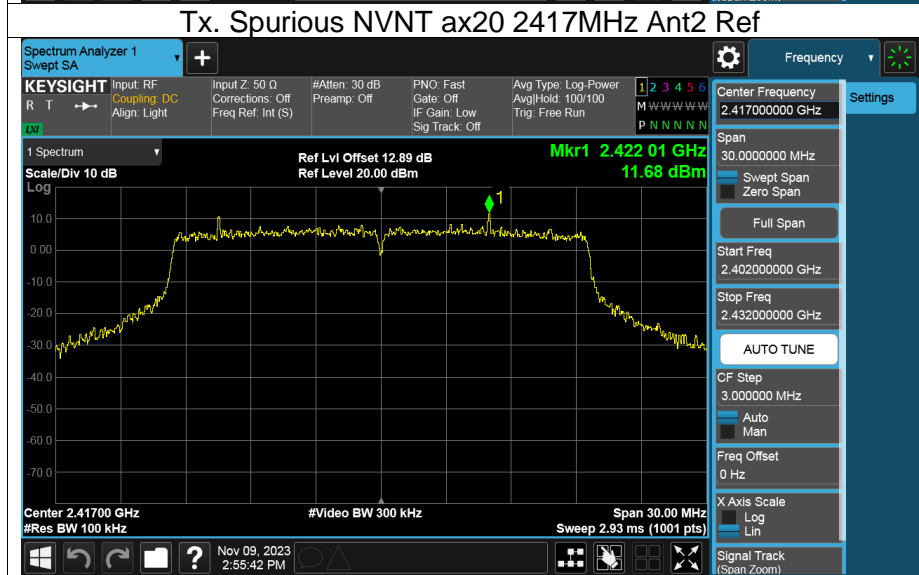 (Span Zoom)
Tx. Spurious NVNT ax20 2417MHz Ant2 Ref
Spectrum Analyzer 1
Swept SA
+
Frequency
KEYSIGHT
R T
LXI
Input: RF
Coupling: DC
Align: Light
Input Z: 50 Ω
Corrections: Off
Freq Ref: Int (S)
#Atten: 30 dB
Preamp: Off
PNO: Fast
Gate: Off
IF Gain: Low
Sig Track: Off
Avg Type: Log-Power
Avg|Hold: 100/100
Trig: Free Run
1 2 3 4 5 6
M W W W W W
P N N N N N
1 Spectrum
Scale/Div 10 dB
Log
Ref Lvl Offset 12.89 dB
Ref Level 20.00 dBm
Mkr1 2.422 01 GHz
11.68 dBm
1
10.0
0.00
-10.0
-20.0
-30.0
-40.0
-50.0
-60.0
-70.0
Center 2.41700 GHz
#Res BW 100 kHz
#Video BW 300 kHz
Span 30.00 MHz
Sweep 2.93 ms (1001 pts)
?
Nov 09, 2023
2:55:42 PM
Center Frequency
2.417000000 GHz
Span
30.0000000 MHz
Swept Span
Zero Span
Full Span
Start Freq
2.402000000 GHz
Stop Freq
2.432000000 GHz
AUTO TUNE
CF Step
3.000000 MHz
Auto
Man
Freq Offset
0 Hz
X Axis Scale
Log
Lin
Signal Track
(Span Zoom)
Settings